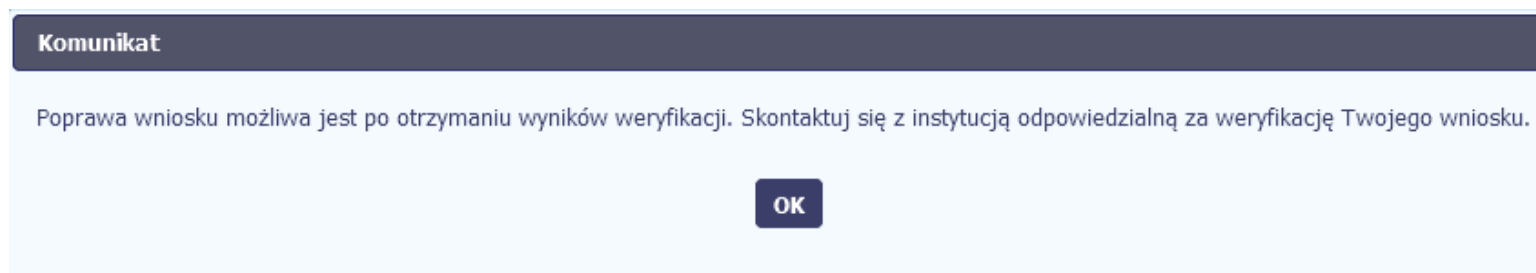 Komunikat
Poprawa wniosku możliwa jest po otrzymaniu wyników weryfikacji. Skontaktuj się z instytucją odpowiedzialną za weryfikację Twojego wniosku.
OK